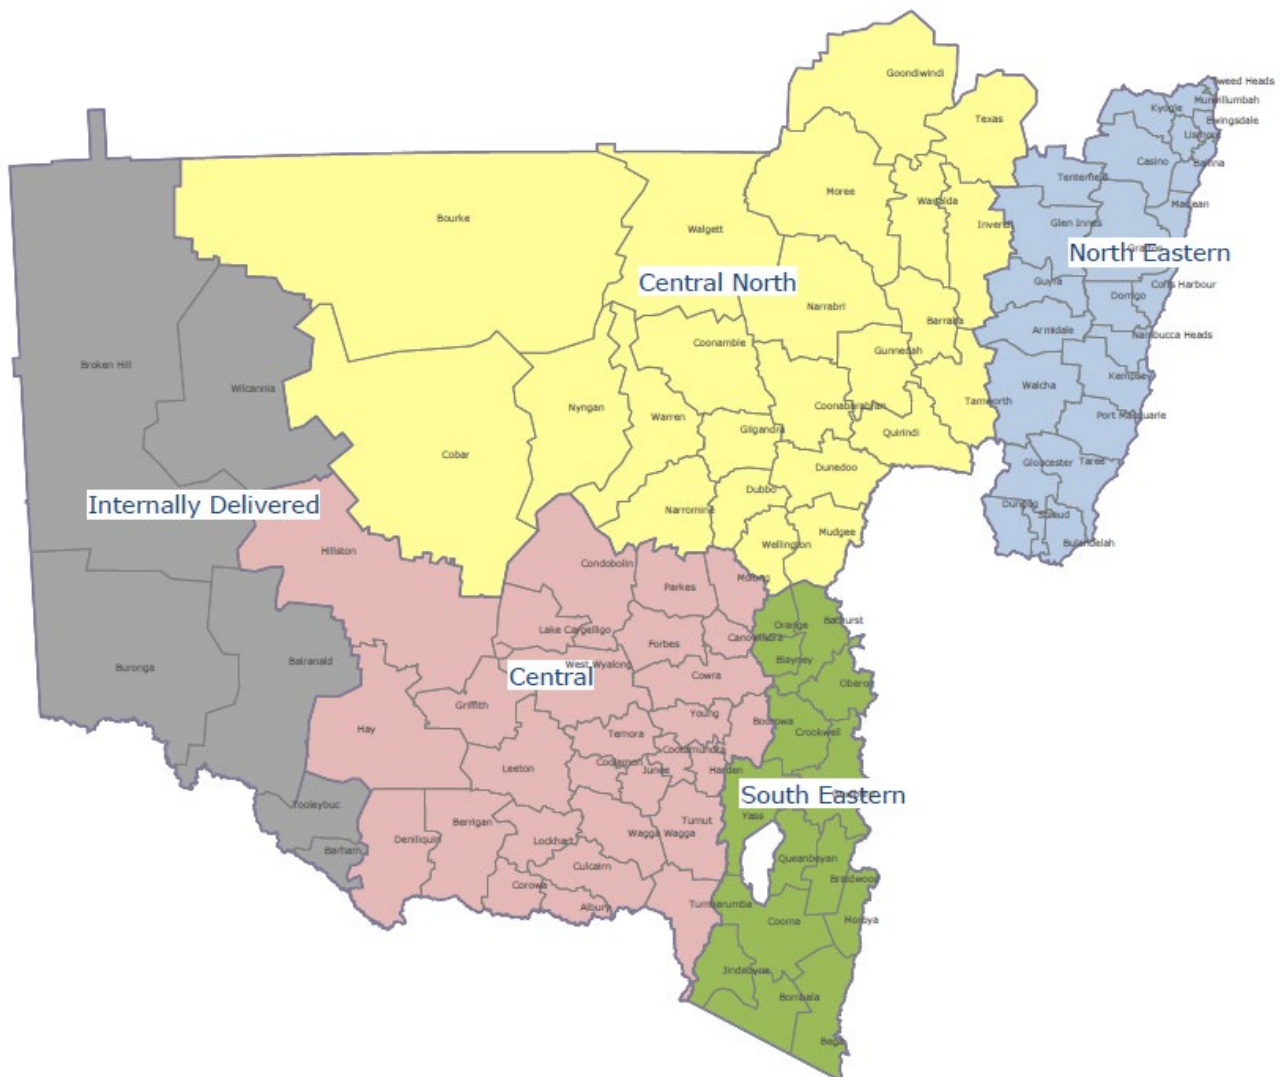 Goondiwindi
Tweed Heads
Murwillumbah
Kyogle
Ewingsdale
Texas
Lismore
Casino
Ballina
Tenterfield
Moree
Warialda
Maclean
Bourke
Walgett
Inverell
Glen Innes
Grafton
North Eastern
Central North
Guyra
Coffs Harbour
Dorrigo
Narrabri
Barraba
Armidale
Nambucca Heads
Coonamble
Gunnedah
Broken Hill
Wilcannia
Walcha
Kempsey
Nyngan
Warren
Coonabarabran
Tamworth
Port Macquarie
Gilgandra
Quirindi
Cobar
Gloucester
Taree
Dunedoo
Internally Delivered
Dubbo
Dungog
Stroud
Narromine
Mudgee
Wellington
Bulahdelah
Hillston
Condobolin
Molong
Parkes
Lake Cargelligo
Orange
Bathurst
Forbes
Canowindra
Buronga
Balranald
West Wyalong
Blayney
Central
Cowra
Oberon
Griffith
Young
Boorowa
Hay
Temora
Crookwell
Cootamundra
Leeton
Coolamon
Junee
Harden
South Eastern
Tooleybuc
Yass
Berrigan
Tumut
Deniliquin
Lockhart
Wagga Wagga
Barham
Queanbeyan
Culcairn
Braidwood
Corowa
Albury
Tumbarumba
Cooma
Moruya
Jindabyne
Bombala
Bega